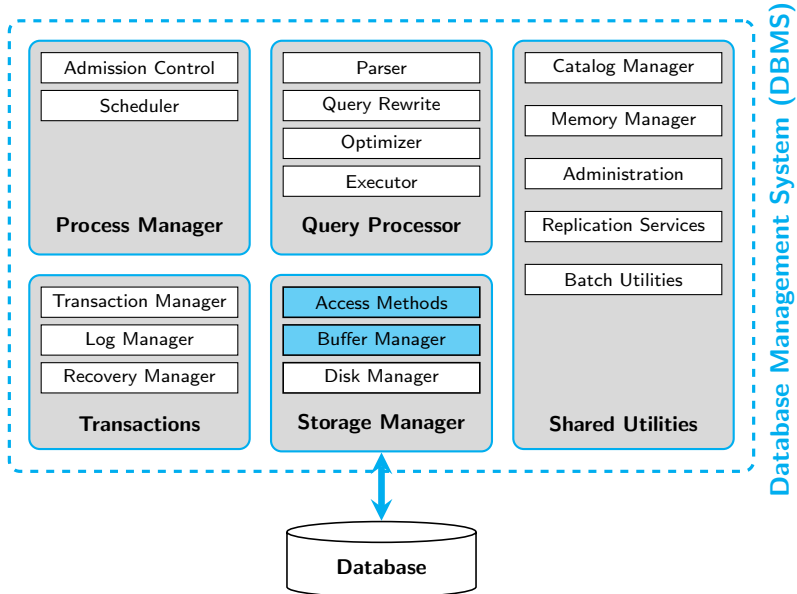 Admission Control
Scheduler
Process Manager
Parser
Query Rewrite
Optimizer
Executor
Query Processor
Catalog Manager
Memory Manager
Administration
Replication Services
Batch Utilities
Shared Utilities
Transaction Manager
Log Manager
Recovery Manager
Transactions
Access Methods
Buffer Manager
Disk Manager
Storage Manager
Database
Database Management System (DBMS)